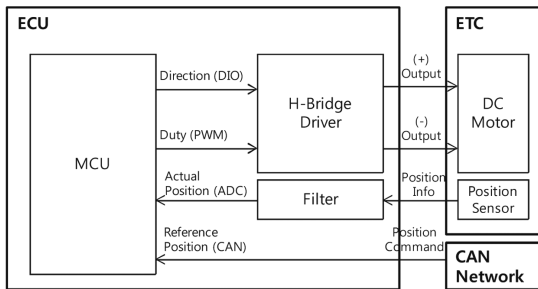 ECU
ETC
MCU
Direction (DIO)
Duty (PWM)
Actual
Position (ADC)
Reference
Position (CAN)
H-Bridge
Driver
Filter
(+)
Output
(-)
Output
Position
Info
Position
Command
DC
Motor
Position
Sensor
CAN
Network